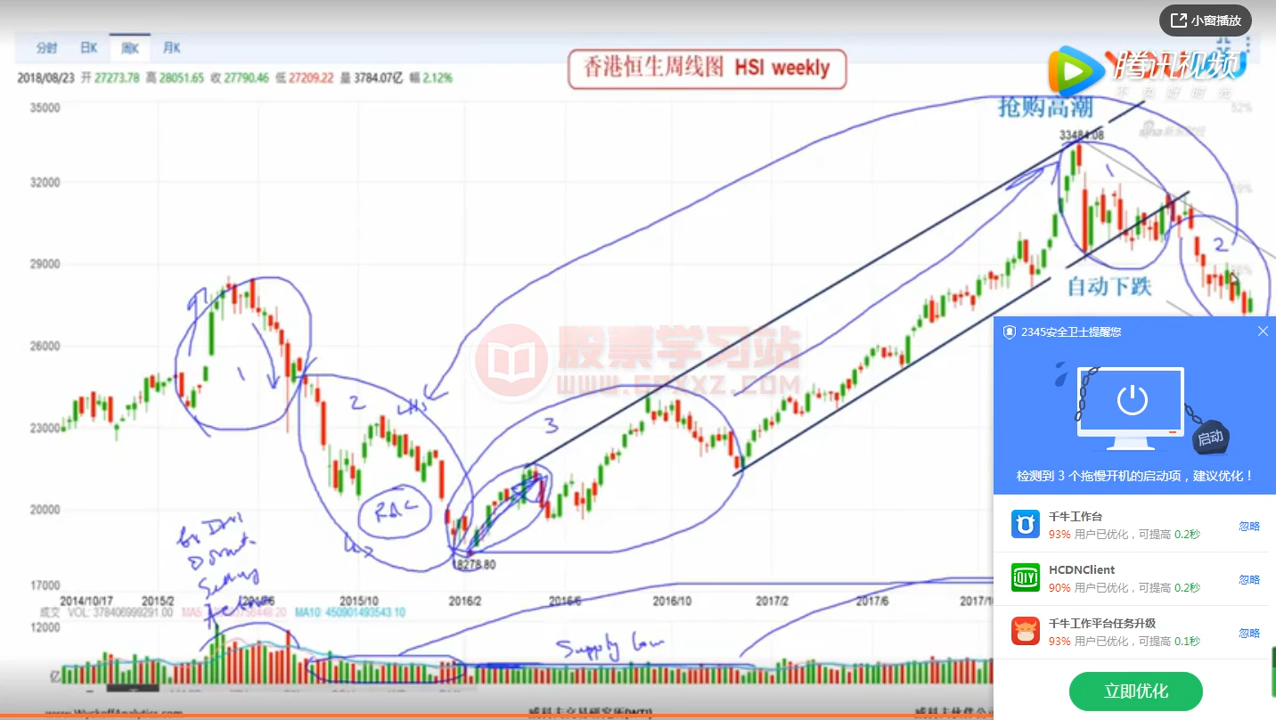 小窗播放
分时 日K 周K 月K
香港恒生周线图 HSI weekly
腾讯视频
不负好时光
2018/08/23 开 27273.78 高 28051.65 收 27790.46 低 27209.22 量 3784.07亿 幅 2.12%
35000
抢购高潮
52%
33484.08
1
32000
2
29000
自动下跌
26000
股票学习站
1
2
3
23000
20000
18278.80
17000
2014/10/17 2015/2 2015/10 2016/2 2016/6 2016/10 2017/2 2017/6
成交 VOL: 378406999291.00 MA10: 450901493543.10
12000
Supply Low
亿
2345安全卫士提醒您
启动
检测到 3 个拖慢开机的启动项，建议优化！
千牛工作台
93% 用户已优化，可提高 0.2秒
忽略
HCDNClient
90% 用户已优化，可提高 0.2秒
忽略
千牛工作平台任务升级
93% 用户已优化，可提高 0.1秒
忽略
立即优化